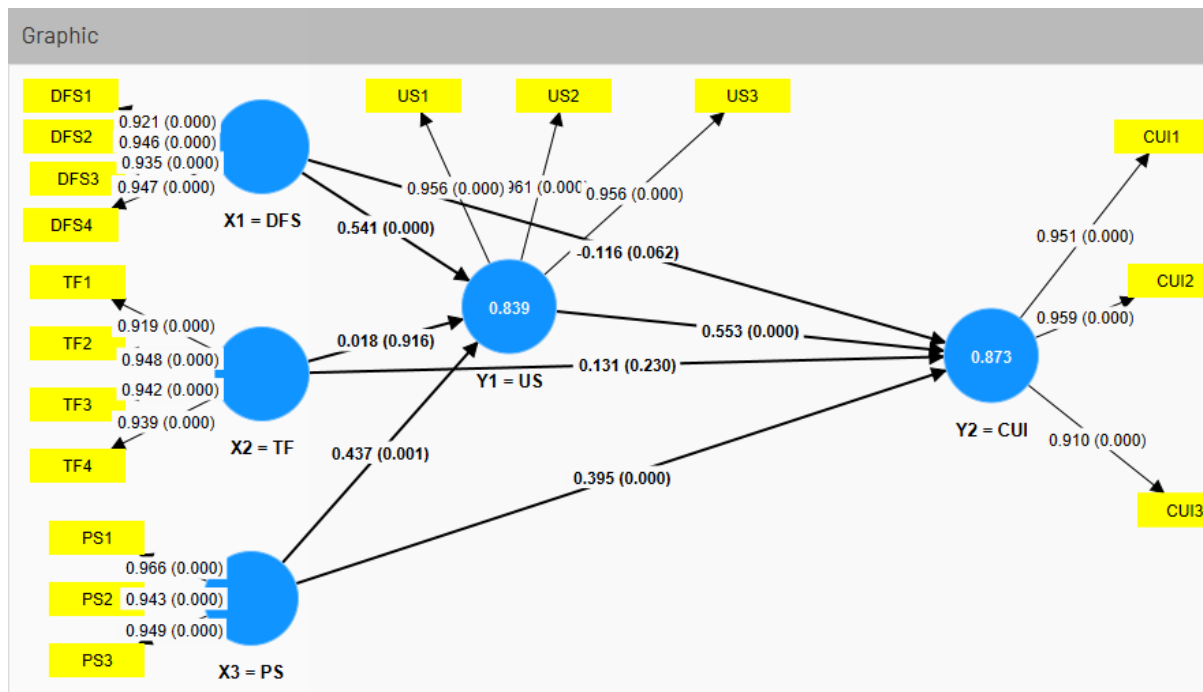 Graphic
DFS1
DFS2
DFS3
DFS4
0.921 (0.000)
0.946 (0.000)
0.935 (0.000)
0.947 (0.000)
X1 = DFS
US1
US2
US3
0.956 (0.000)
961 (0.000
0.956 (0.000)
CUI1
CUI2
CUI3
0.951 (0.000)
0.959 (0.000)
0.910 (0.000)
0.541 (0.000)
-0.116 (0.062)
TF1
TF2
TF3
TF4
0.919 (0.000)
0.948 (0.000)
0.942 (0.000)
0.939 (0.000)
X2 = TF
0.839
Y1 = US
0.018 (0.916)
0.553 (0.000)
0.131 (0.230)
0.873
Y2 = CUI
0.437 (0.001)
0.395 (0.000)
PS1
PS2
PS3
0.966 (0.000)
0.943 (0.000)
0.949 (0.000)
X3 = PS